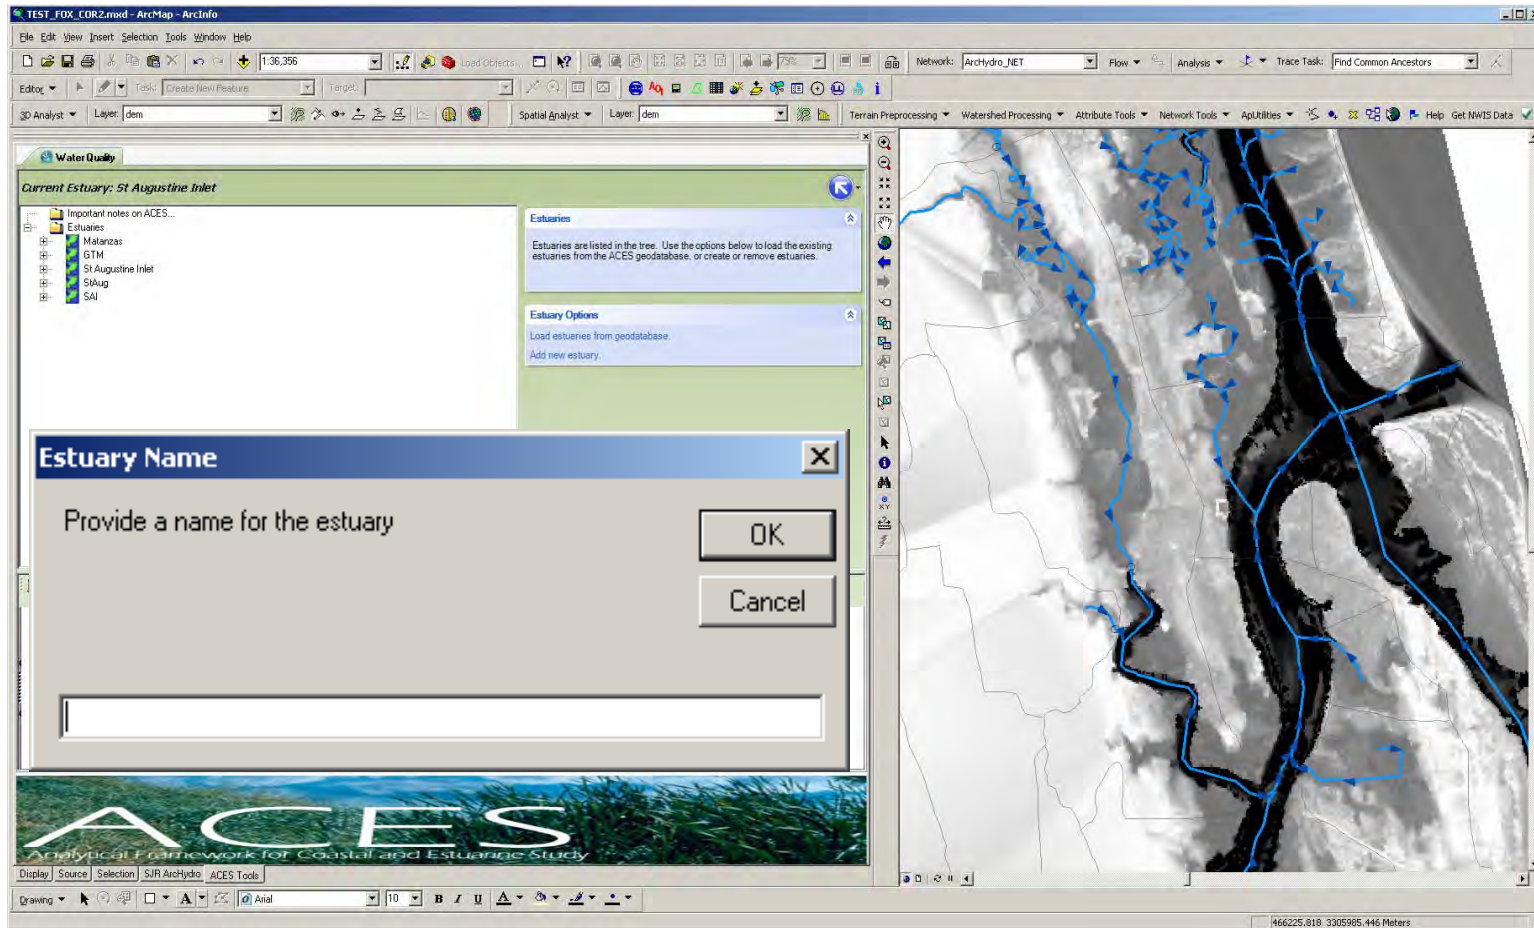 TEST_FOX_COR2.mxd - ArcMap - ArcInfo
File Edit View Insert Selection Tools Window Help
1:36,356 Load Objects... 79% Network: ArcHydro_NET Flow Analysis Trace Task: Find Common Ancestors
Editor Task: Create New Feature Target:
3D Analyst Layer: dem Spatial Analyst Layer: dem Terrain Preprocessing Watershed Processing Attribute Tools Network Tools ApUtilities Help Get NWIS Data
Water Quality
Current Estuary: St Augustine Inlet
Important notes on ACES...
Estuaries
Matanzas
GTM
St Augustine Inlet
StAug
SAI
Estuaries
Estuaries are listed in the tree. Use the options below to load the existing
estuaries from the ACES geodatabase, or create or remove estuaries.
Estuary Options
Load estuaries from geodatabase.
Add new estuary.
Estuary Name
Provide a name for the estuary
OK
Cancel
ACES
Analytical Framework for Coastal and Estuarine Study
Display Source Selection SJR ArcHydro ACES Tools
Drawing A Arial 10 B I U A
466225.818 3305985.446 Meters